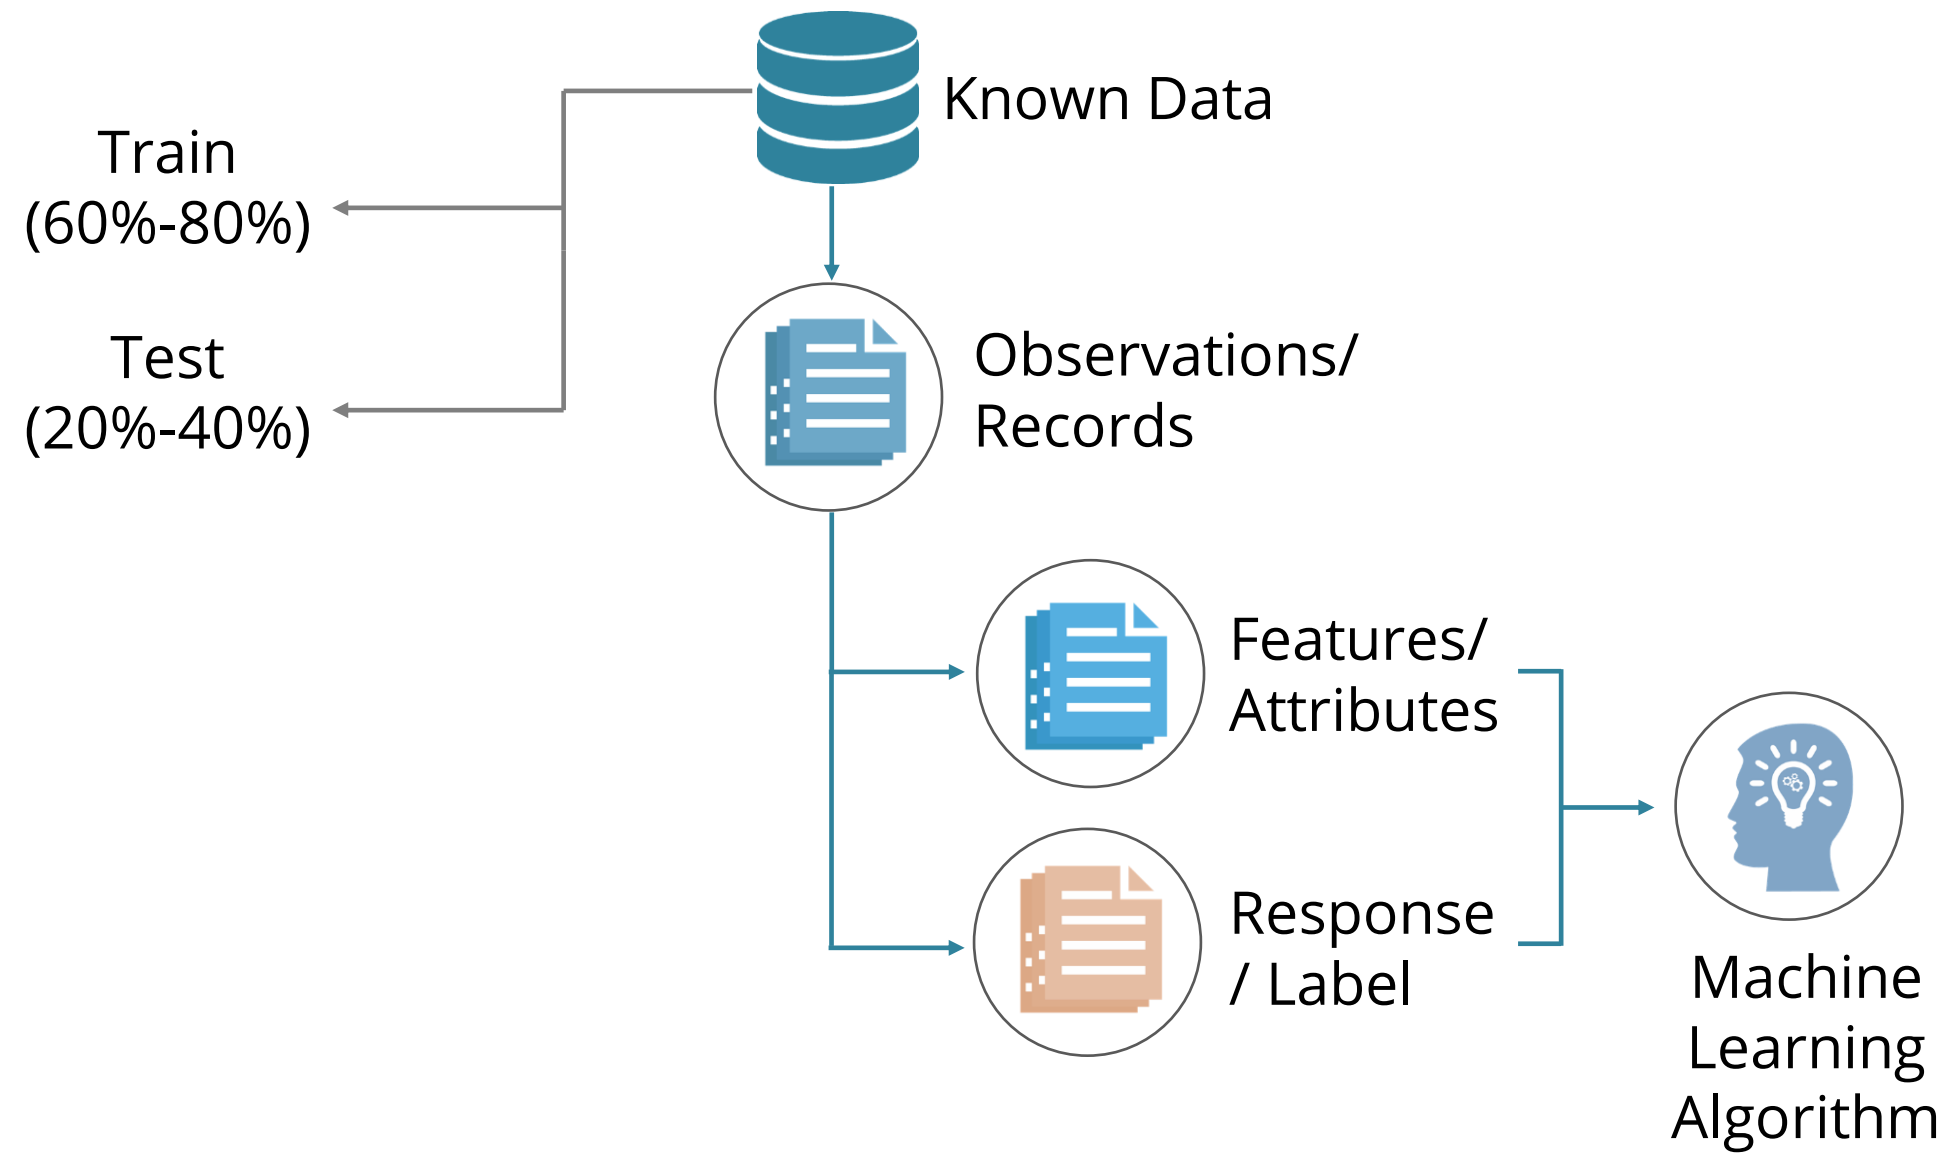 Known Data
Train
(60%-80%)
Test
(20%-40%)
Observations/
Records
Features/
Attributes
Response
/ Label
Machine
Learning
Algorithm